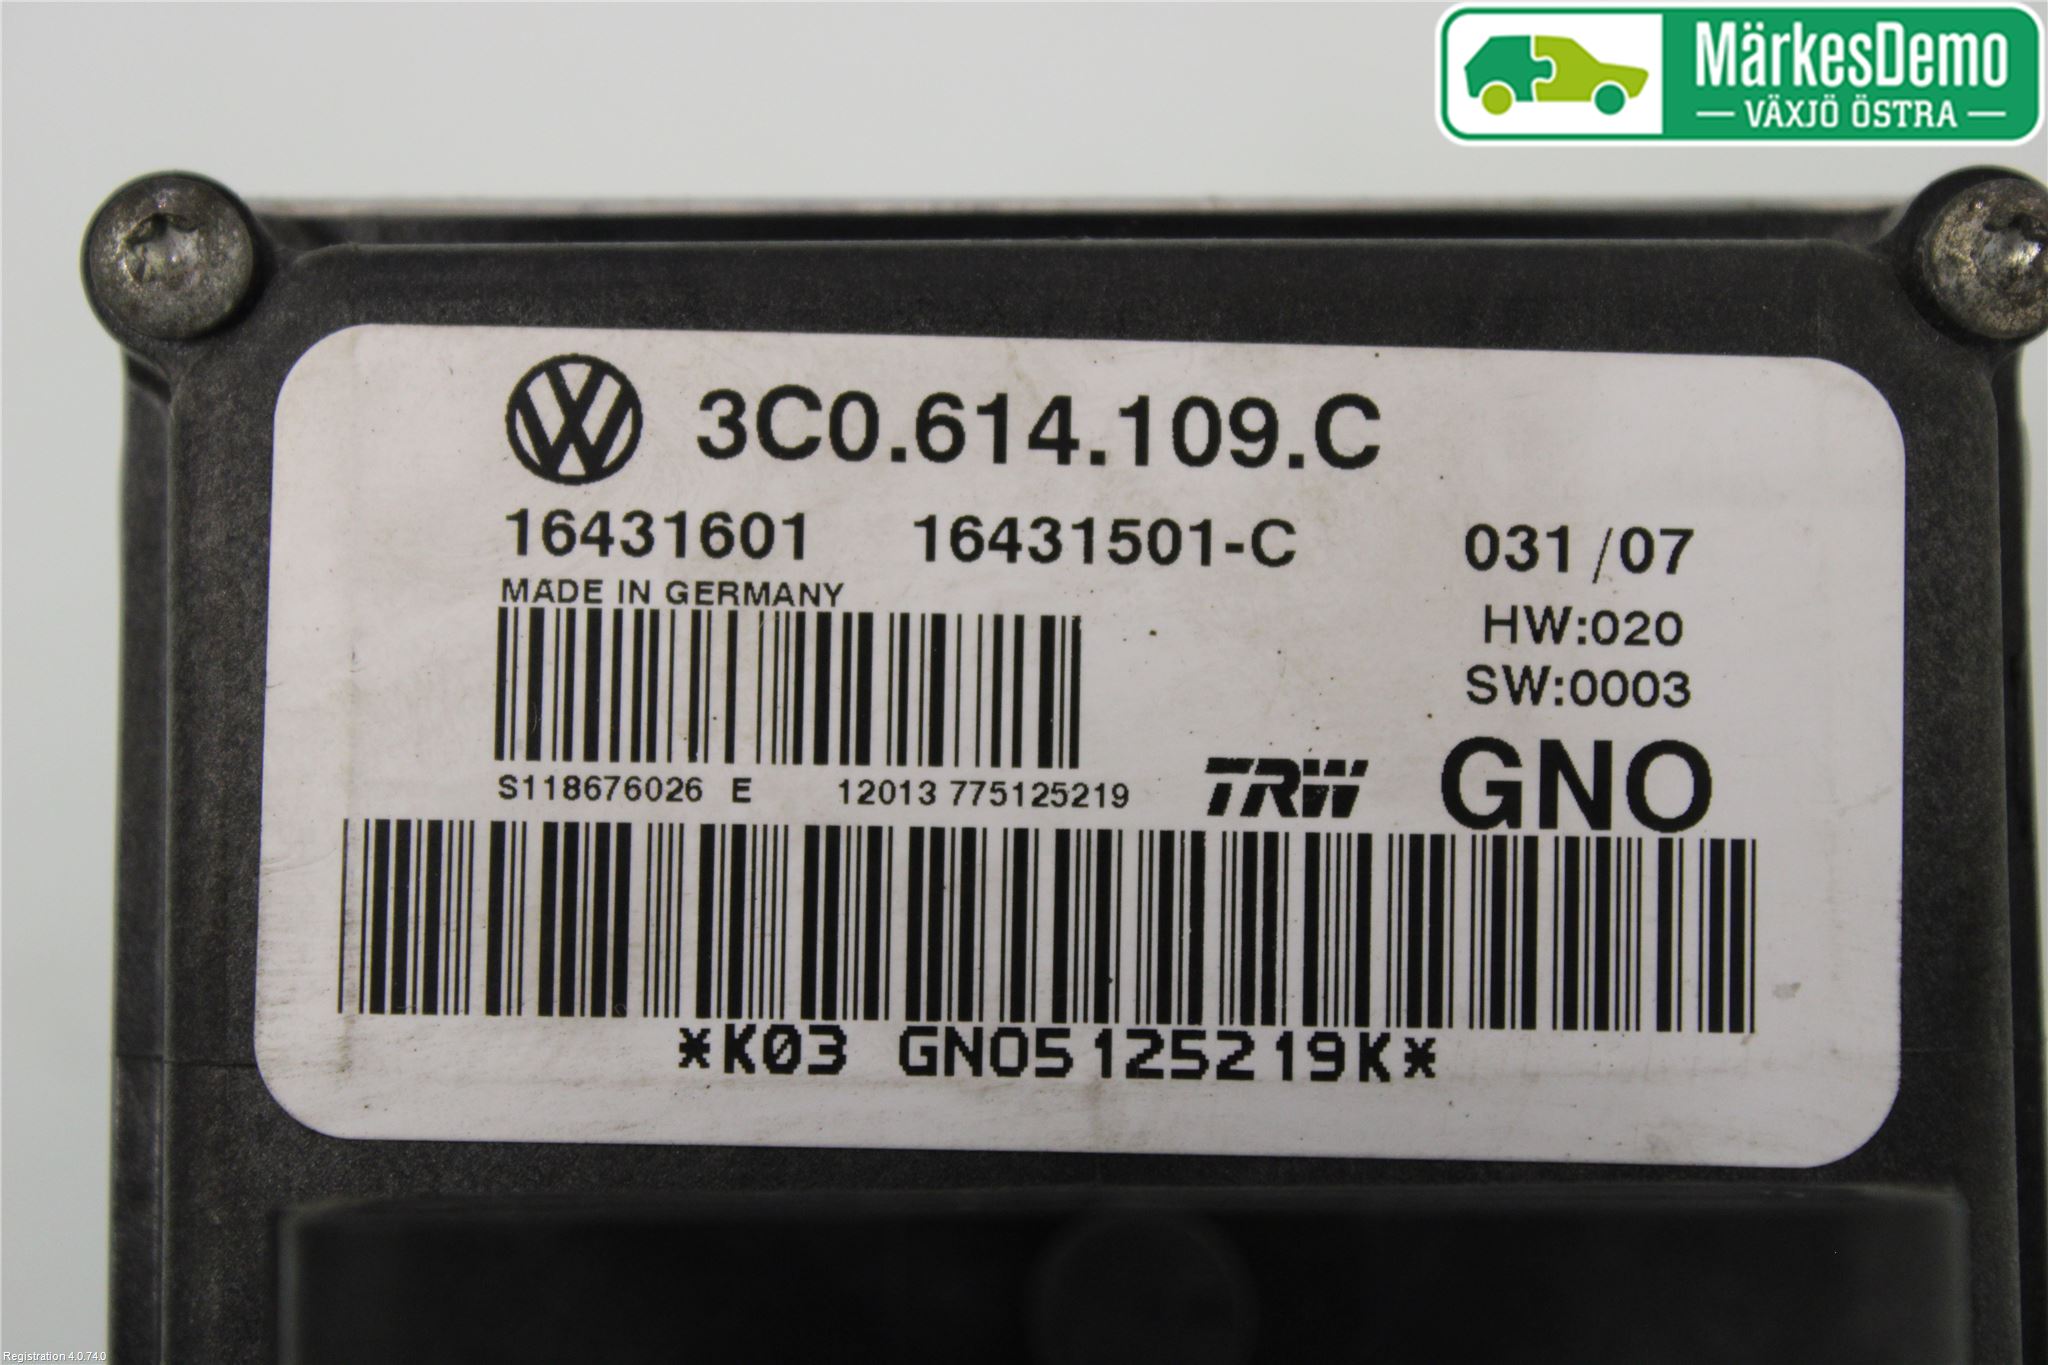 MärkesDemo
VÄXJÖ ÖSTRA
3C0.614.109.C
16431601 16431501-C 031/07
MADE IN GERMANY
HW:020
SW:0003
TRW GNO
S118676026 E 12013 775125219
*K03 GNO5125219K*
Registration 4.0.74.0